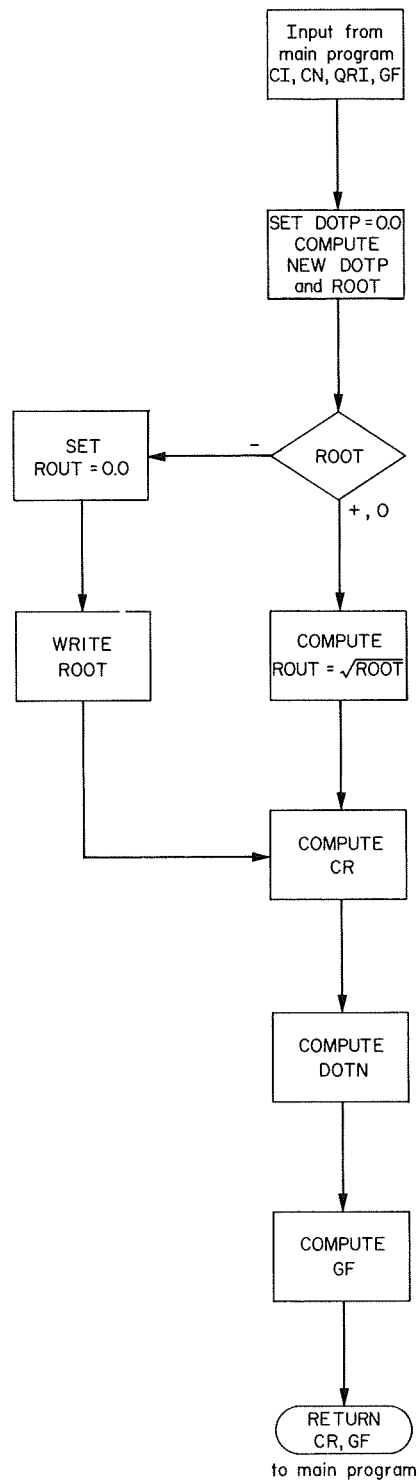 Input from
main program
CI, CN, QRI, GF
SET DOTP = 0.0
COMPUTE
NEW DOTP
and ROOT
ROOT
-
+, 0
SET
ROUT = 0.0
WRITE
ROOT
COMPUTE
ROUT = √ROOT
COMPUTE
CR
COMPUTE
DOTN
COMPUTE
GF
RETURN
CR, GF
to main program